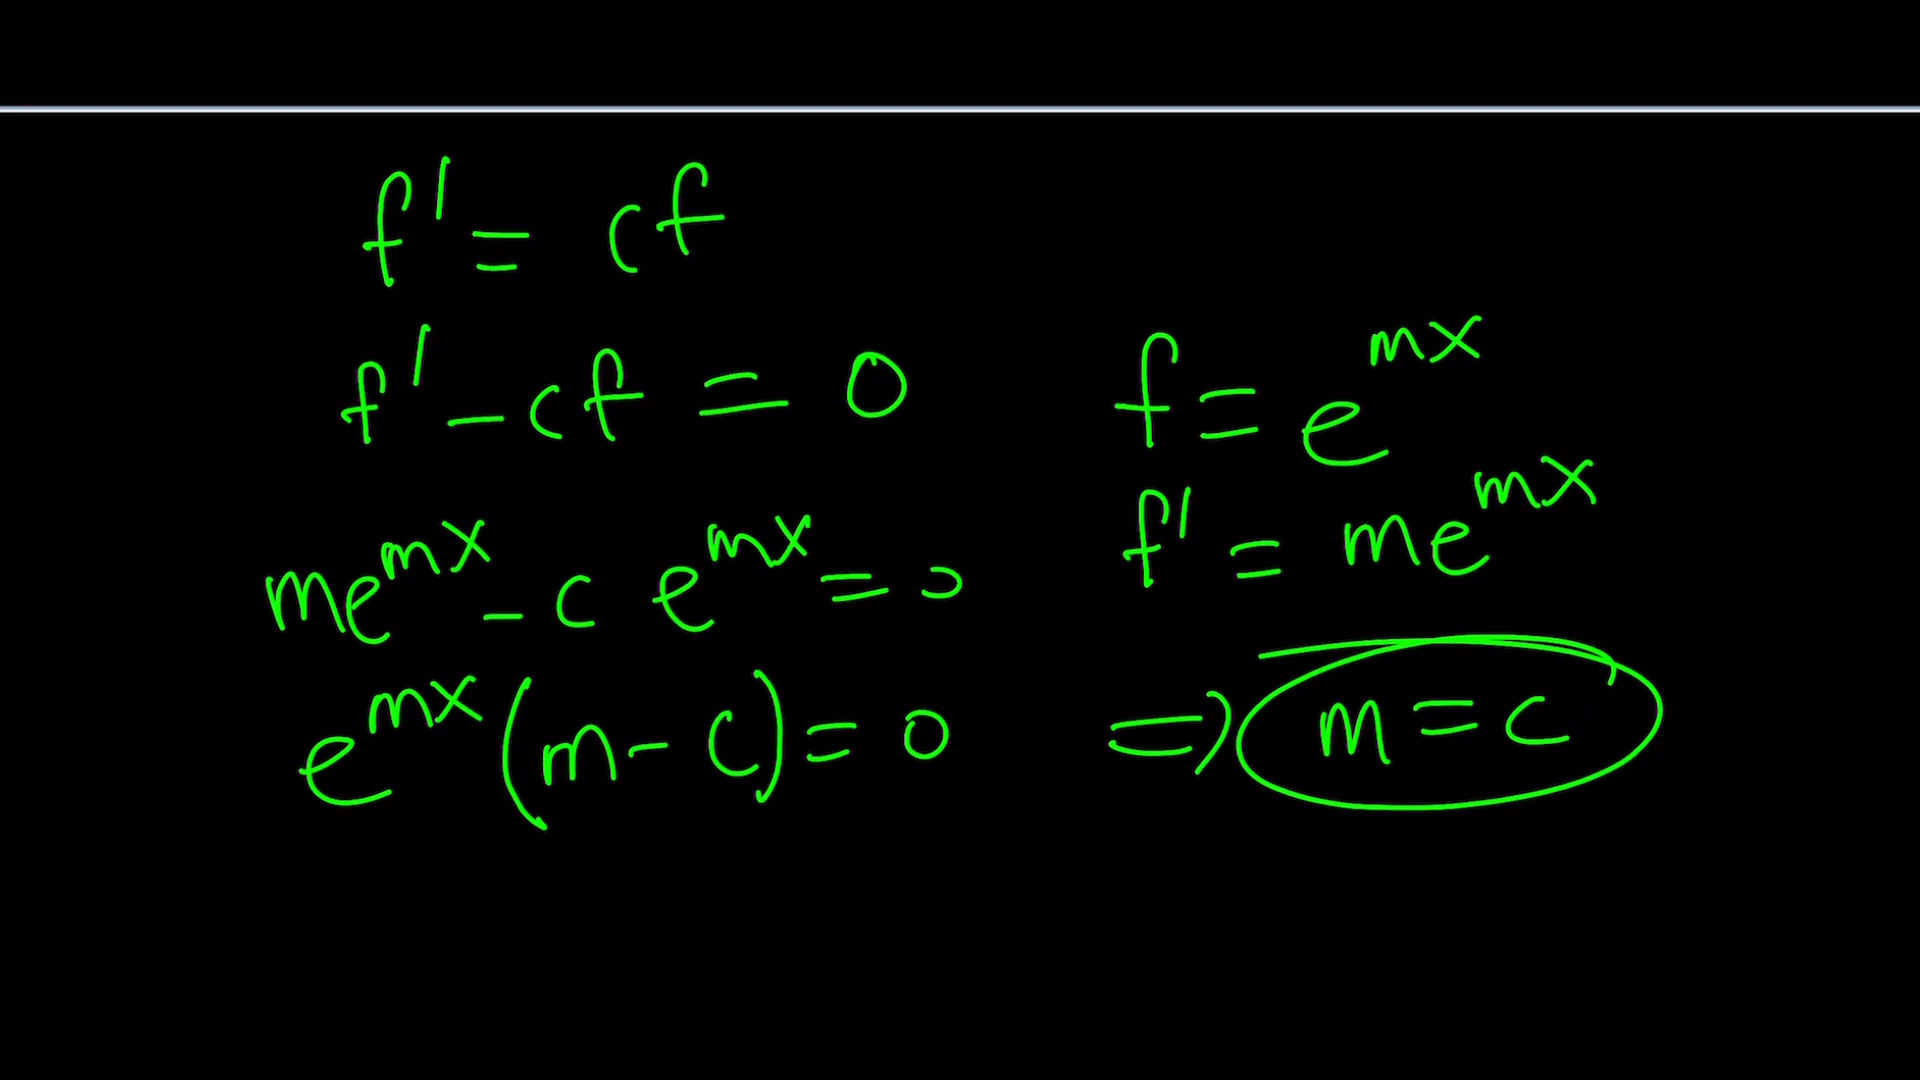 f' = cf
f' - cf = 0
f = e^{mx}
me^{mx} - c e^{mx} = 0
f' = me^{mx}
e^{mx}(m - c) = 0 ⇒ m = c